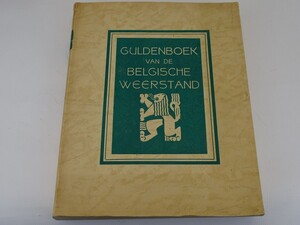 GULDENBOEK
VAN DE
BELGISCHE
WEERSTAND